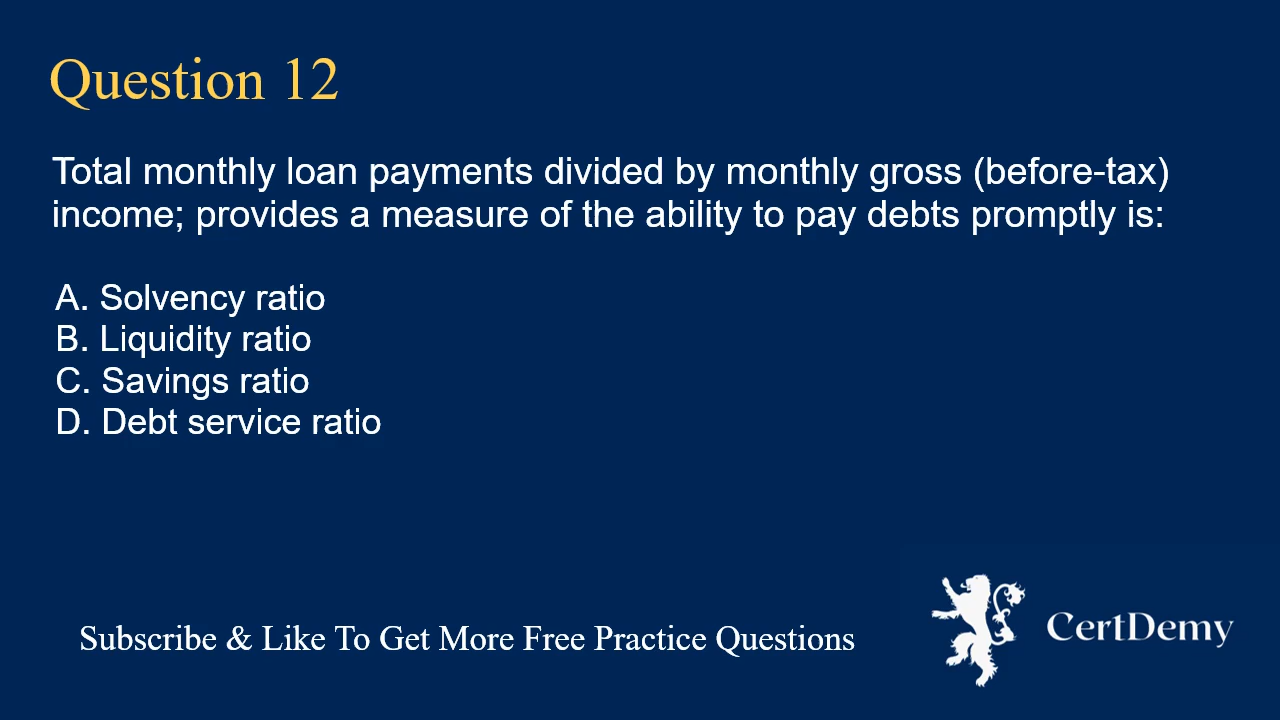 Question 12
Total monthly loan payments divided by monthly gross (before-tax)
income; provides a measure of the ability to pay debts promptly is:
A. Solvency ratio
B. Liquidity ratio
C. Savings ratio
D. Debt service ratio
Subscribe & Like To Get More Free Practice Questions
CertDemy